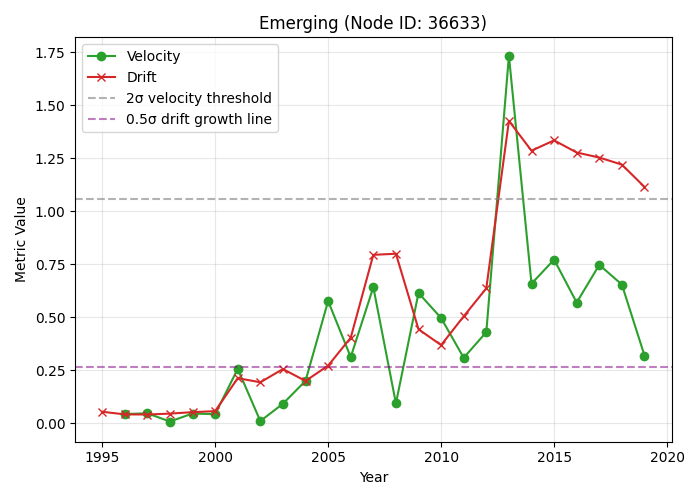 Emerging (Node ID: 36633)
Velocity
Drift
2σ velocity threshold
0.5σ drift growth line
Metric Value
1.75
1.50
1.25
1.00
0.75
0.50
0.25
0.00
1995 2000 2005 2010 2015 2020
Year